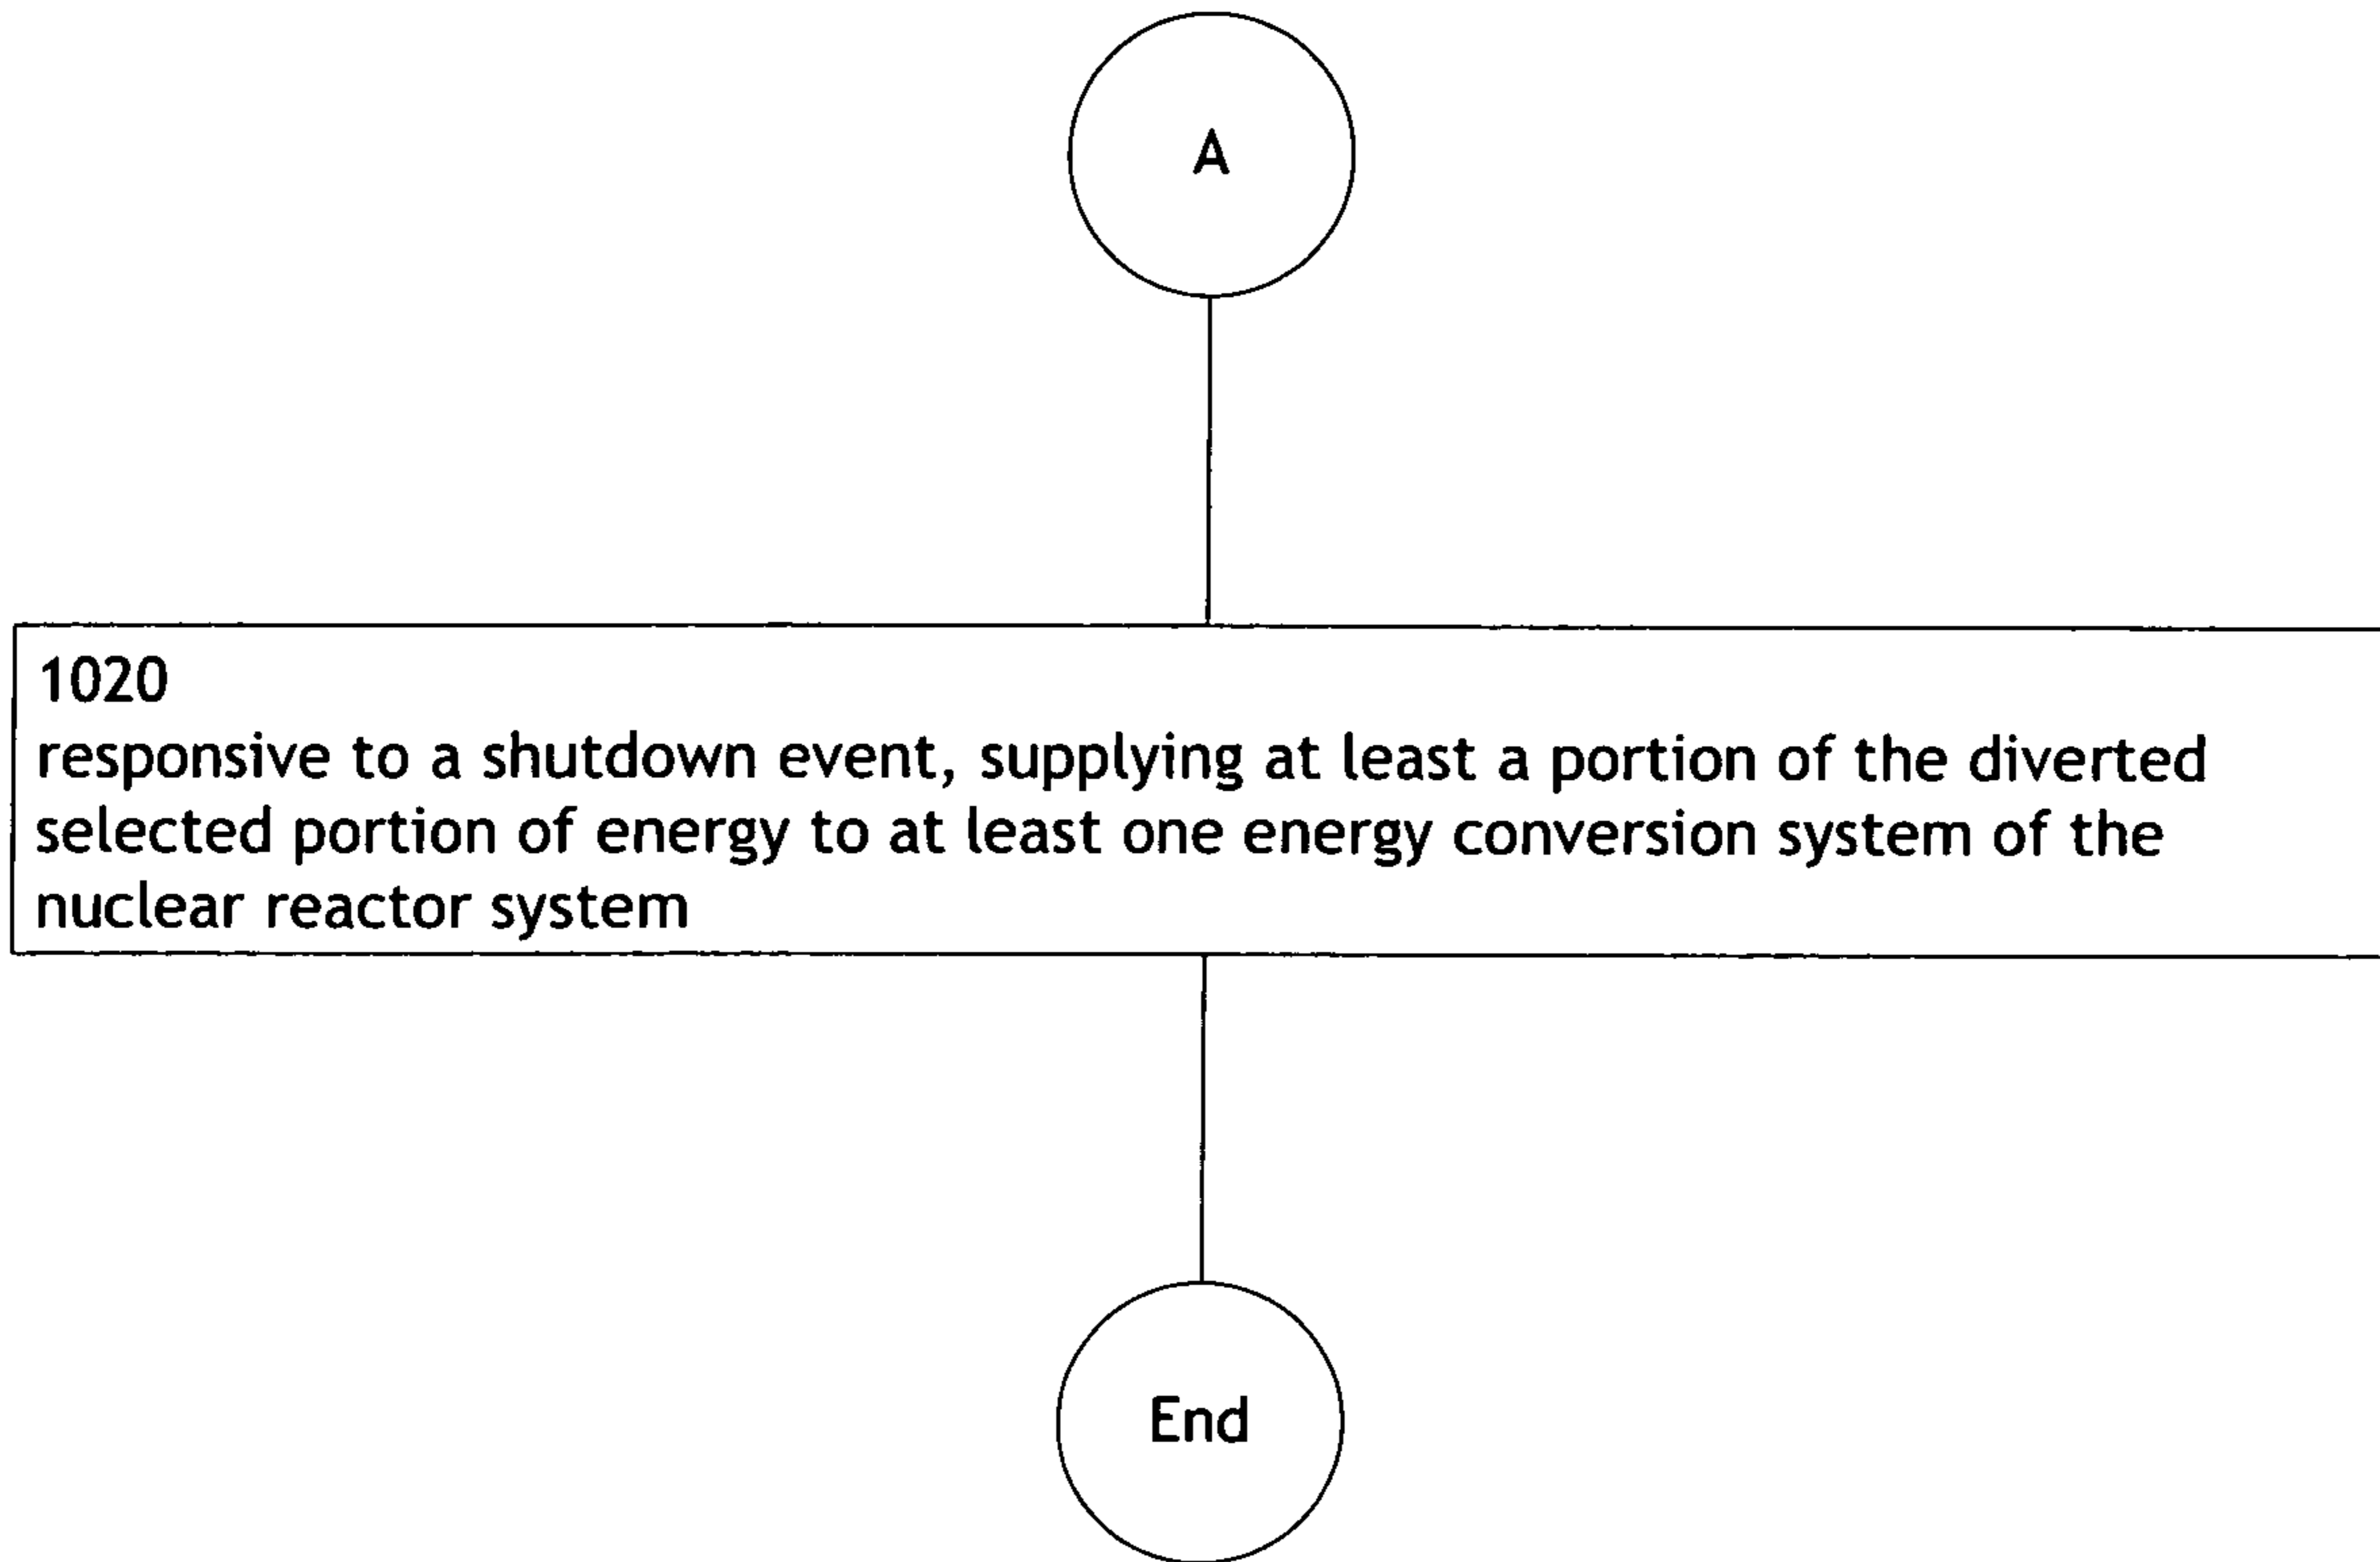 A
1020
responsive to a shutdown event, supplying at least a portion of the diverted
selected portion of energy to at least one energy conversion system of the
nuclear reactor system
End